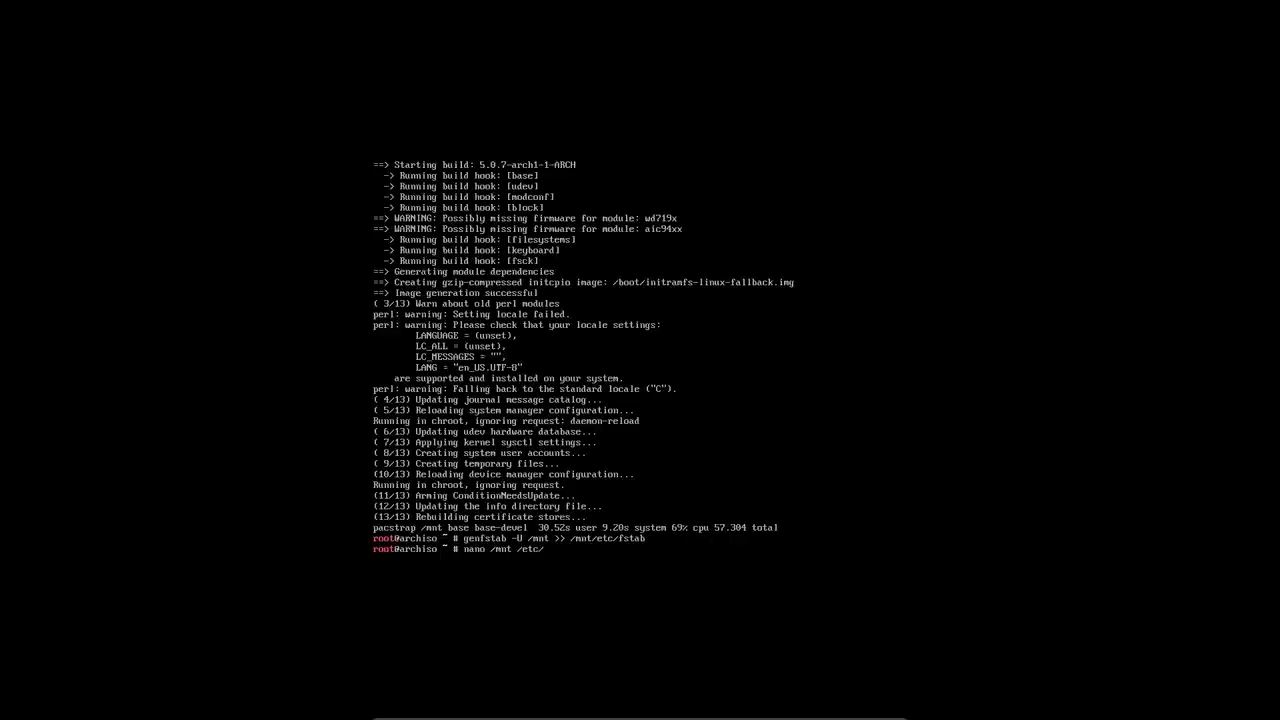 ==> Starting build: 5.0.7-arch1-1-ARCH
  -> Running build hook: [base]
  -> Running build hook: [udev]
  -> Running build hook: [modconf]
  -> Running build hook: [block]
==> WARNING: Possibly missing firmware for module: wd719x
==> WARNING: Possibly missing firmware for module: aic94xx
  -> Running build hook: [filesystems]
  -> Running build hook: [keyboard]
  -> Running build hook: [fsck]
==> Generating module dependencies
==> Creating gzip-compressed initcpio image: /boot/initramfs-linux-fallback.img
==> Image generation successful
( 3/13) Warn about old perl modules
perl: warning: Setting locale failed.
perl: warning: Please check that your locale settings:
        LANGUAGE = (unset),
        LC_ALL = (unset),
        LC_MESSAGES = "",
        LANG = "en_US.UTF-8"
    are supported and installed on your system.
perl: warning: Falling back to the standard locale ("C").
( 4/13) Updating journal message catalog...
( 5/13) Reloading system manager configuration...
Running in chroot, ignoring request: daemon-reload
( 6/13) Updating udev hardware database...
( 7/13) Applying kernel sysctl settings...
( 8/13) Creating system user accounts...
( 9/13) Creating temporary files...
(10/13) Reloading device manager configuration...
Running in chroot, ignoring request.
(11/13) Arming ConditionNeedsUpdate...
(12/13) Updating the info directory file...
(13/13) Rebuilding certificate stores...
pacstrap /mnt base base-devel  30.52s user 9.20s system 69% cpu 57.304 total
root@archiso ~ # genfstab -U /mnt >> /mnt/etc/fstab
root@archiso ~ # nano /mnt /etc/